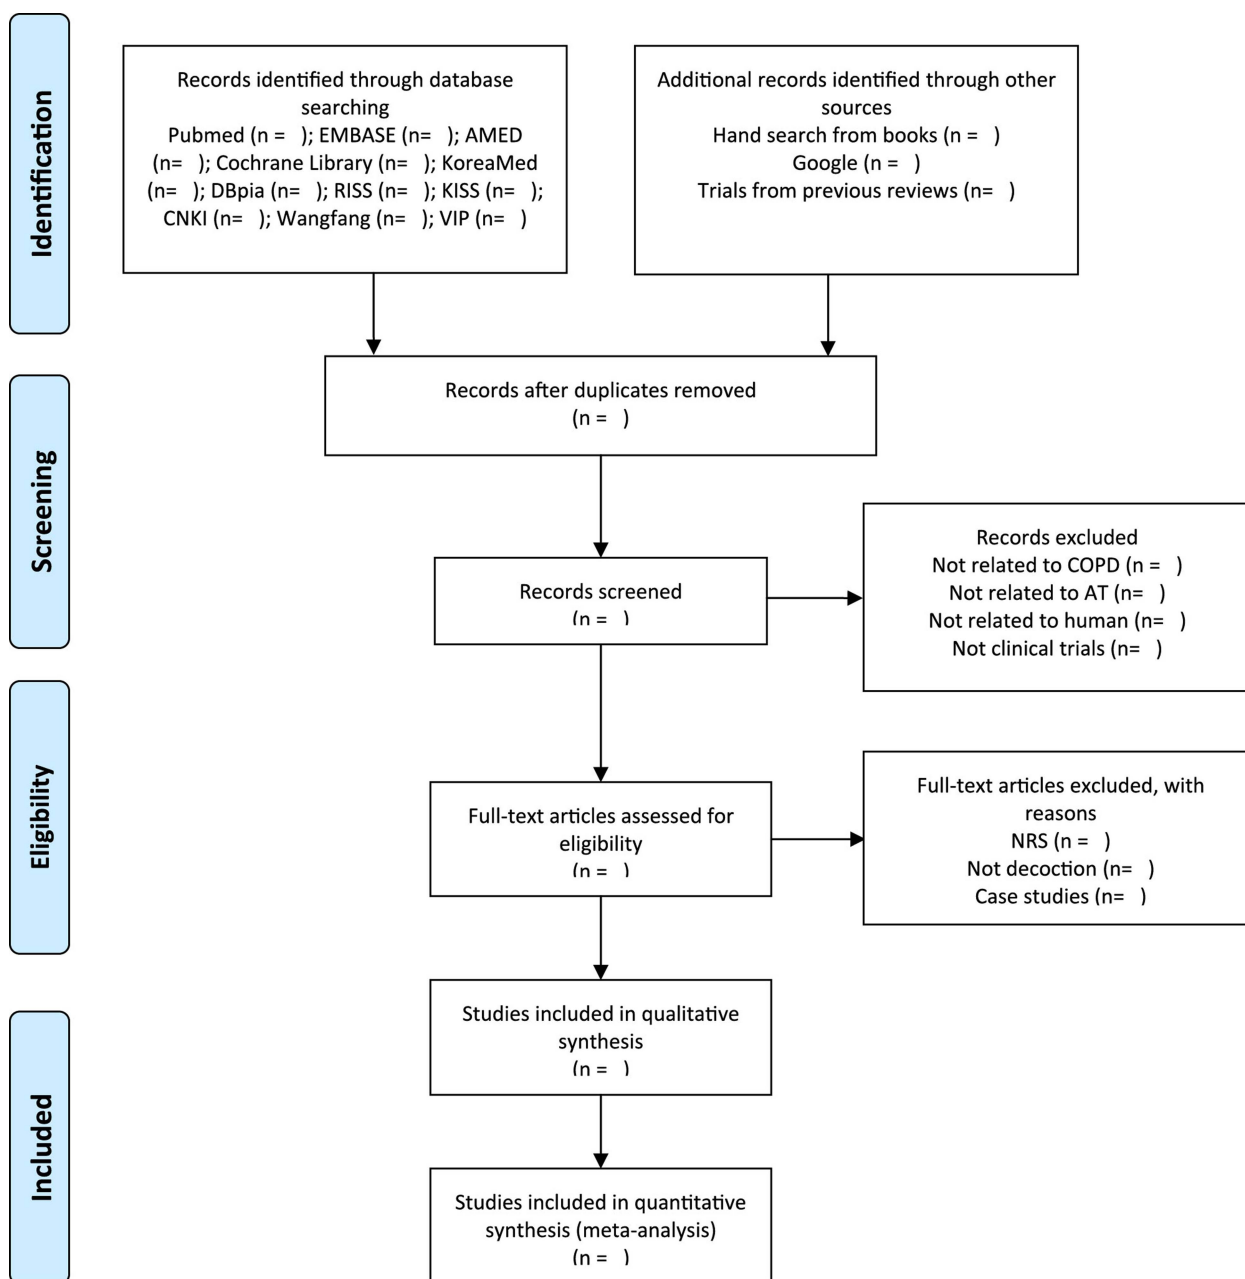 Identification
Records identified through database
searching
Pubmed (n =   ); EMBASE (n=   ); AMED
(n=   ); Cochrane Library (n=   ); KoreaMed
(n=   ); DBpia (n=   ); RISS (n=   ); KISS (n=   );
CNKI (n=   ); Wangfang (n=   ); VIP (n=   )
Additional records identified through other
sources
Hand search from books (n =   )
Google (n =   )
Trials from previous reviews (n=   )
Screening
Records after duplicates removed
(n =   )
Records screened
(n =   )
Records excluded
Not related to COPD (n =   )
Not related to AT (n=   )
Not related to human (n=   )
Not clinical trials (n=   )
Eligibility
Full-text articles assessed for
eligibility
(n =   )
Full-text articles excluded, with
reasons
NRS (n =   )
Not decoction (n=   )
Case studies (n=   )
Included
Studies included in qualitative
synthesis
(n =   )
Studies included in quantitative
synthesis (meta-analysis)
(n =   )